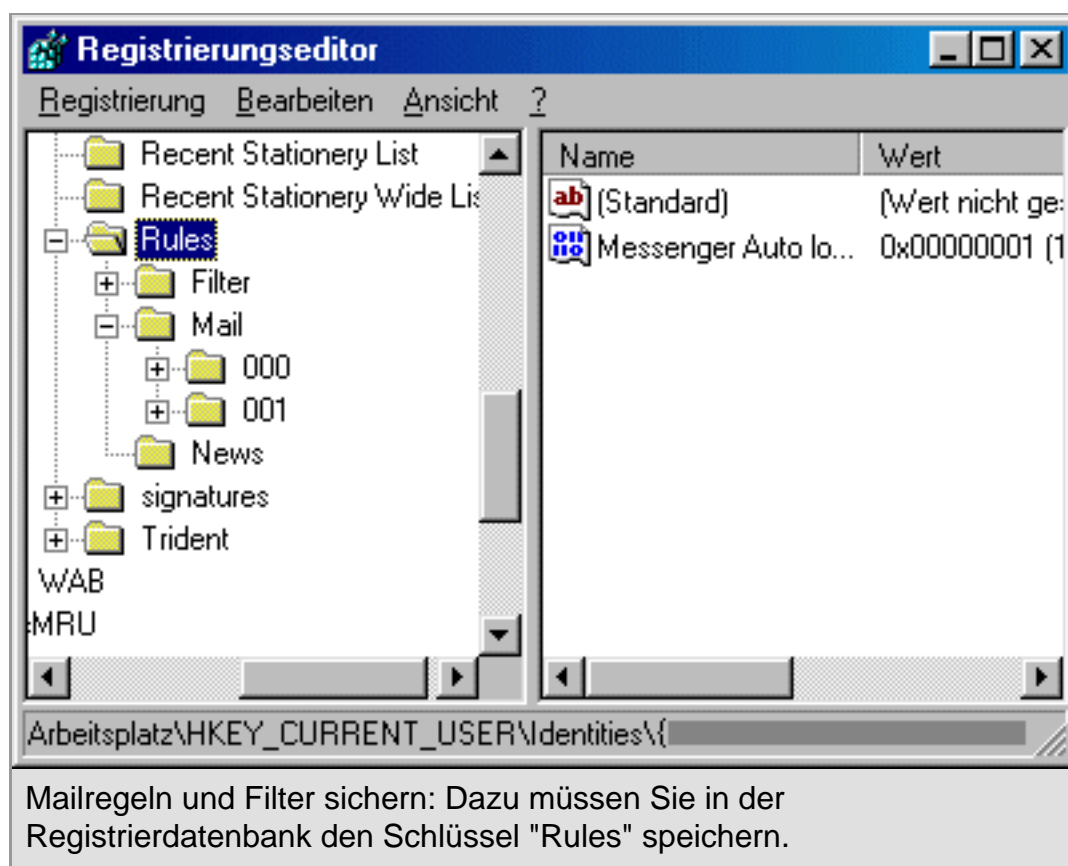 Registrierungseditor
Registrierung Bearbeiten Ansicht ?
Recent Stationery List
Recent Stationery Wide Lis
Rules
Filter
Mail
000
001
News
signatures
Trident
WAB
MRU
Name Wert
(Standard) (Wert nicht ge
Messenger Auto lo... 0x00000001 (1
Arbeitsplatz\HKEY_CURRENT_USER\Identities\{
Mailregeln und Filter sichern: Dazu müssen Sie in der
Registrierdatenbank den Schlüssel "Rules" speichern.